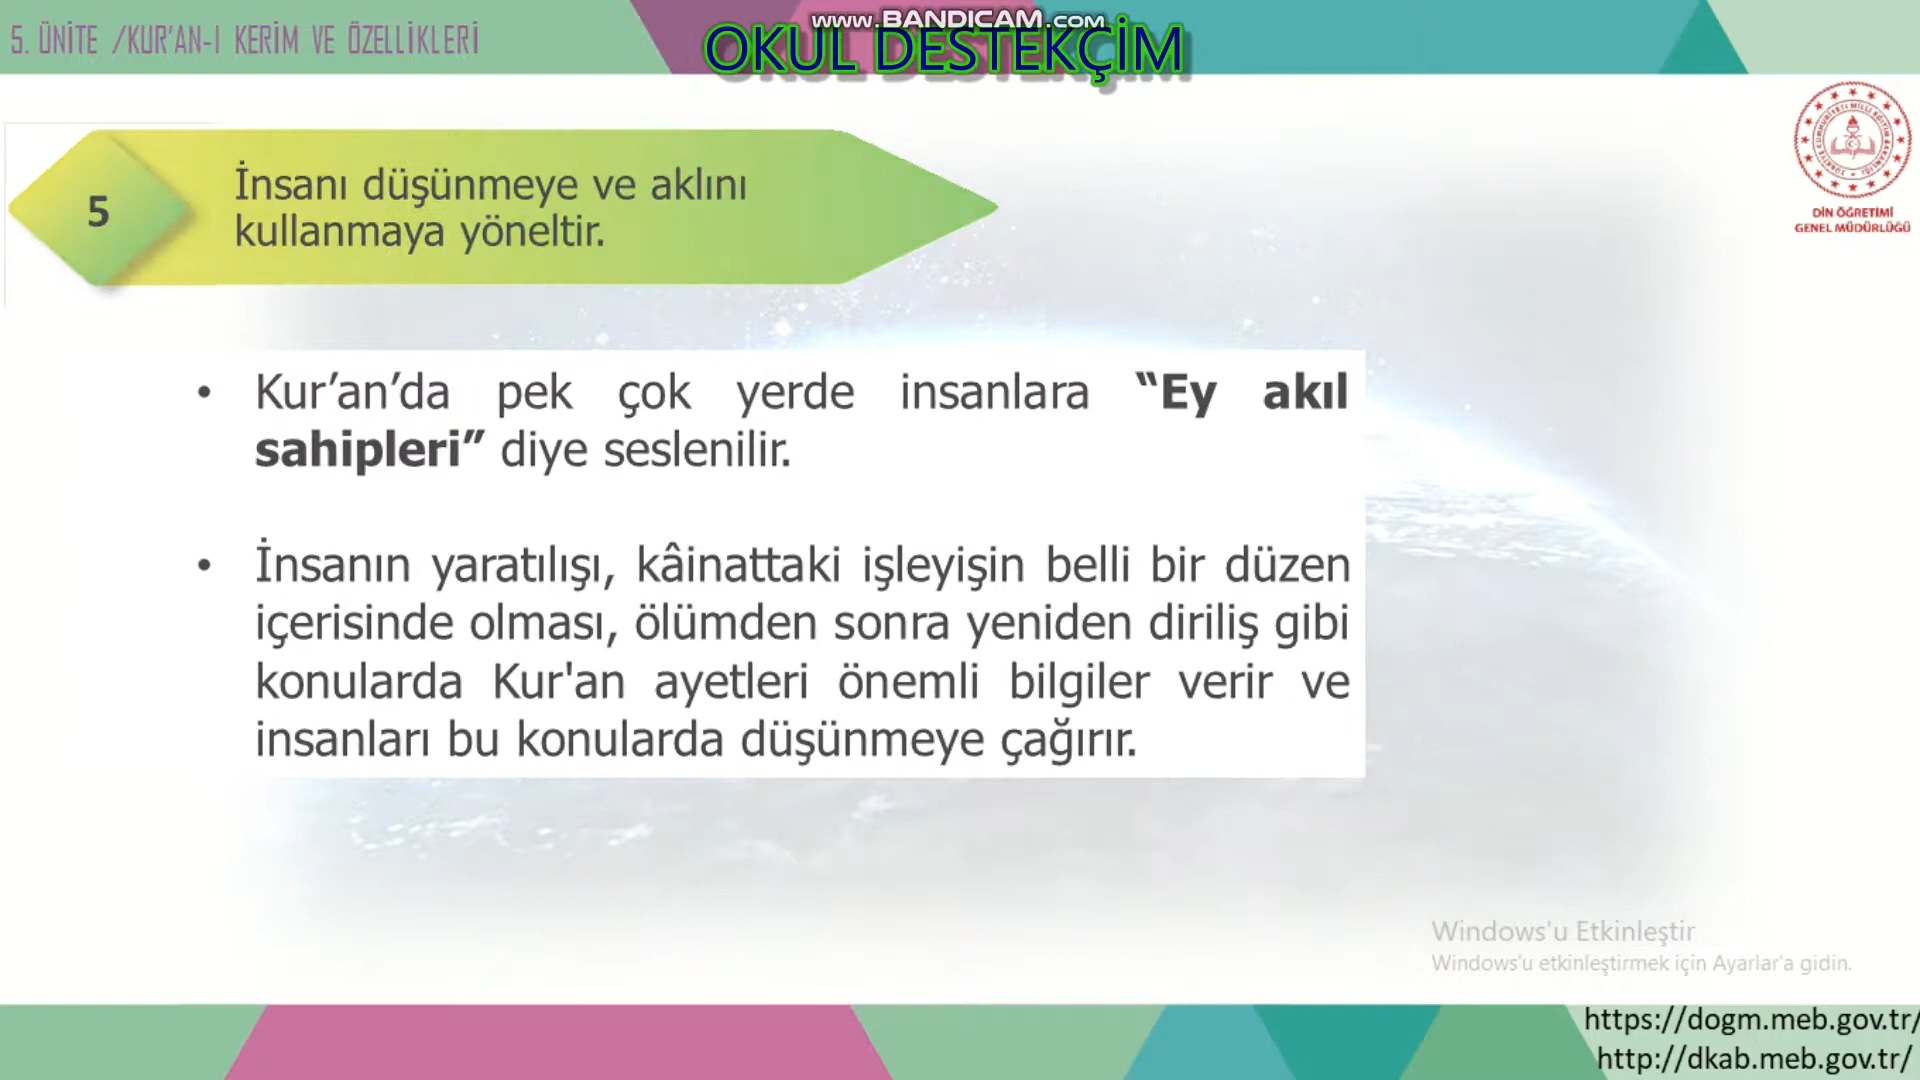 www.BANDICAM.COM
5. ÜNİTE /KUR'AN-I KERİM VE ÖZELLİKLERİ
OKUL DESTEKÇİM
DİN ÖĞRETİMİ
GENEL MÜDÜRLÜĞÜ
5
İnsanı düşünmeye ve aklını
kullanmaya yöneltir.
• Kur’an’da pek çok yerde insanlara “Ey akıl
sahipleri” diye seslenilir.
• İnsanın yaratılışı, kâinattaki işleyişin belli bir düzen
içerisinde olması, ölümden sonra yeniden diriliş gibi
konularda Kur'an ayetleri önemli bilgiler verir ve
insanları bu konularda düşünmeye çağırır.
Windows'u Etkinleştir
Windows'u etkinleştirmek için Ayarlar'a gidin.
https://dogm.meb.gov.tr/
http://dkab.meb.gov.tr/